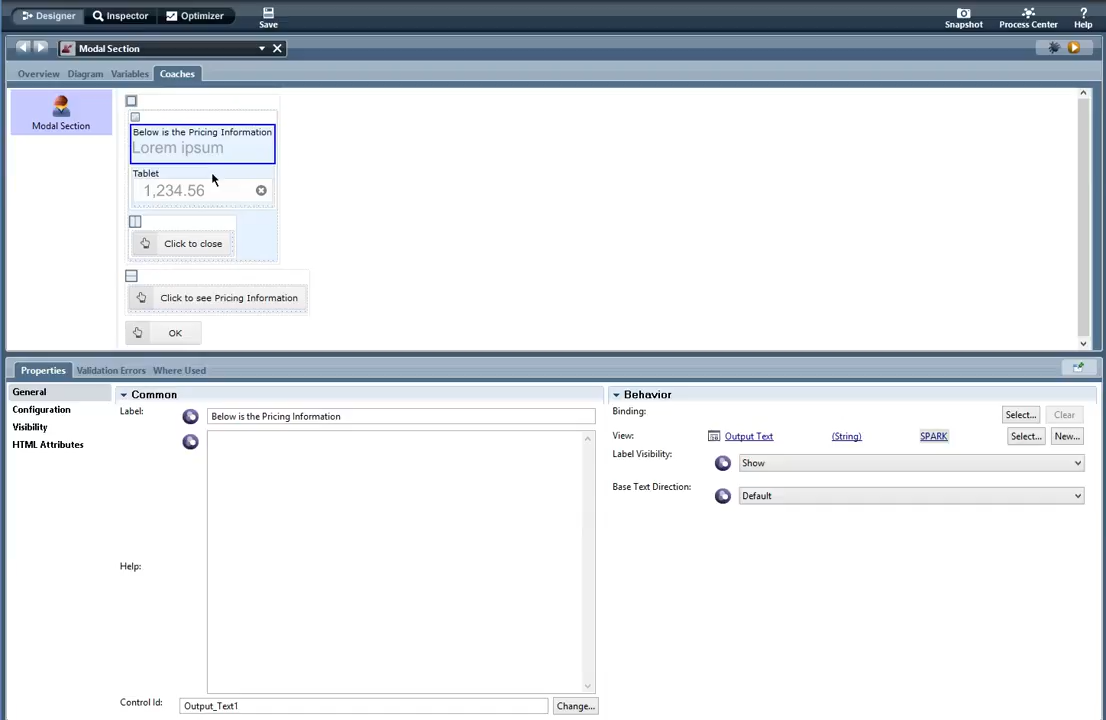 Designer Inspector Optimizer Save Snapshot Process Center Help
Modal Section
Overview Diagram Variables Coaches
Modal Section
Below is the Pricing Information
Lorem ipsum
Tablet
1,234.56
Click to close
Click to see Pricing Information
OK
Properties Validation Errors Where Used
General
Configuration
Visibility
HTML Attributes
Common
Label: Below is the Pricing Information
Help:
Control Id: Output_Text1 Change...
Behavior
Binding: Select... Clear
View: Output Text (String) SPARK Select... New...
Label Visibility: Show
Base Text Direction: Default